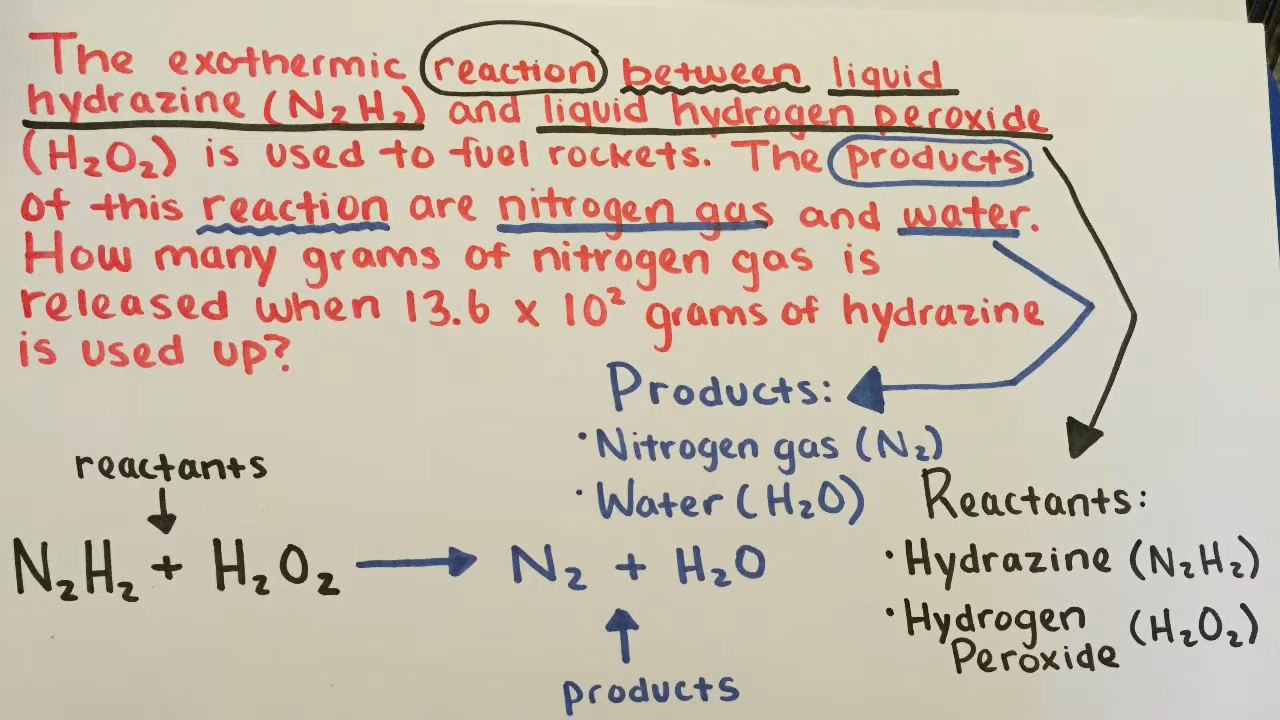 The exothermic reaction between liquid
hydrazine (N₂H₂) and liquid hydrogen peroxide
(H₂O₂) is used to fuel rockets. The products
of this reaction are nitrogen gas and water.
How many grams of nitrogen gas is
released when 13.6 x 10² grams of hydrazine
is used up?
Products:
• Nitrogen gas (N₂)
• Water (H₂O)
Reactants:
• Hydrazine (N₂H₂)
• Hydrogen (H₂O₂)
Peroxide
reactants
N₂H₂ + H₂O₂ → N₂ + H₂O
products